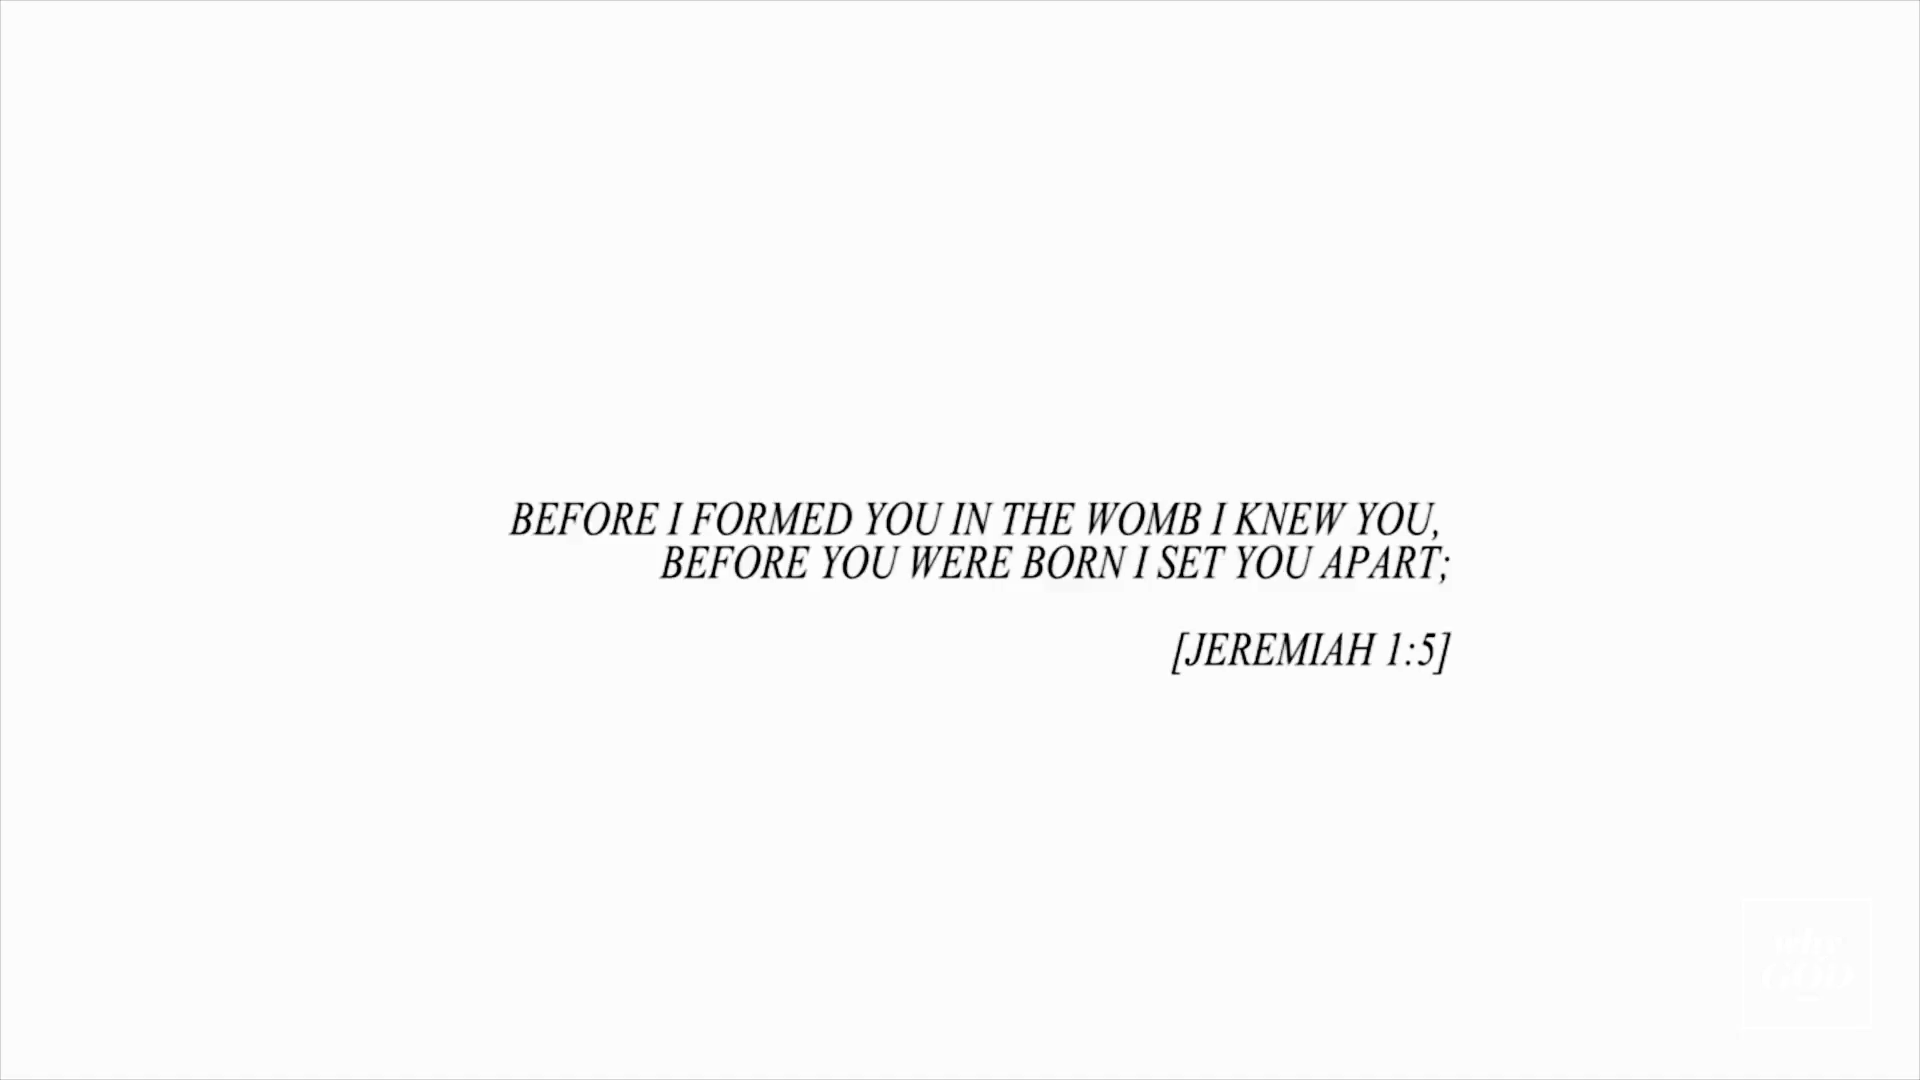 BEFORE I FORMED YOU IN THE WOMB I KNEW YOU,
BEFORE YOU WERE BORN I SET YOU APART;
[JEREMIAH 1:5]